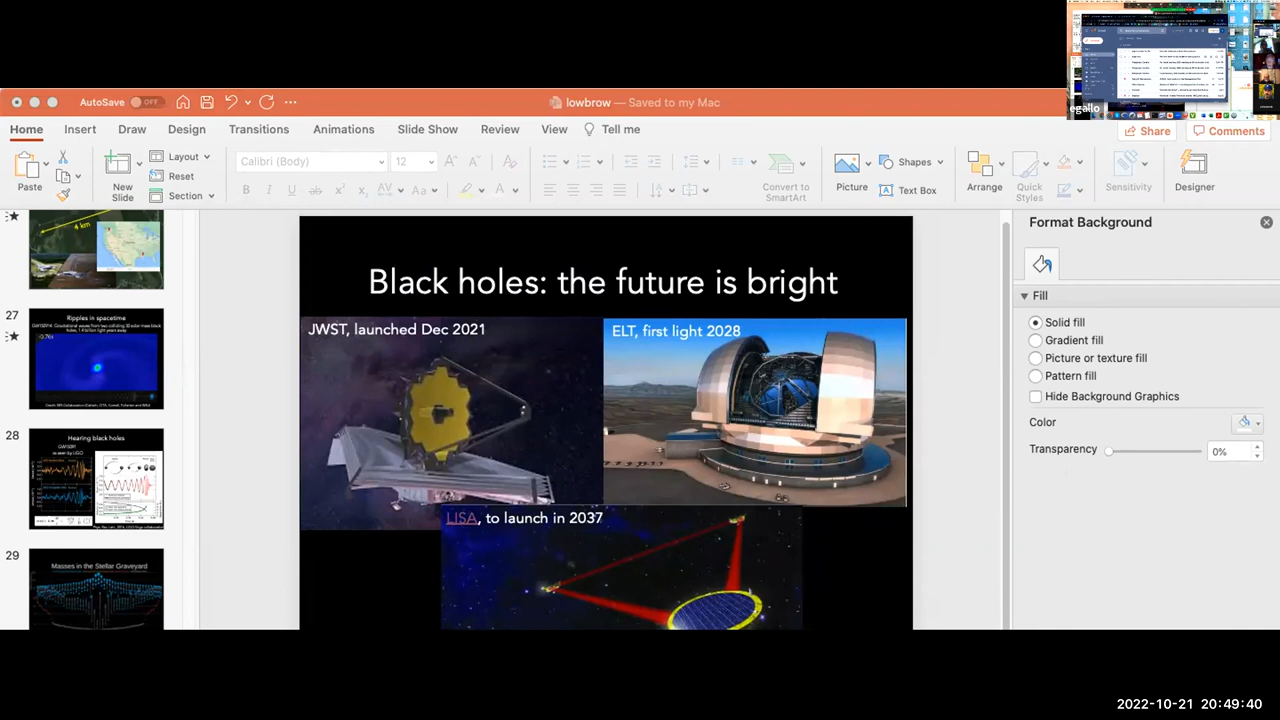 AutoSave OFF
lowbrow — Saved to my Mac
egallo
Home Insert Draw Design Transitions Animations Slide Show Review View Tell me
Share Comments
Paste
New
Slide
Layout
Reset
Section
Calibri (Body) 12
Convert to
SmartArt
Picture
Shapes
Text Box
Arrange
Styles
Sensitivity
Designer
4 km
27
Ripples in spacetime
-0.76s
28
Hearing black holes
29
Masses in the Stellar Graveyard
Black holes: the future is bright
JWST, launched Dec 2021
ELT, first light 2028
LISA, to launch in 2037
Format Background
Fill
Solid fill
Gradient fill
Picture or texture fill
Pattern fill
Hide Background Graphics
Color
Transparency 0%
2022-10-21 20:49:40